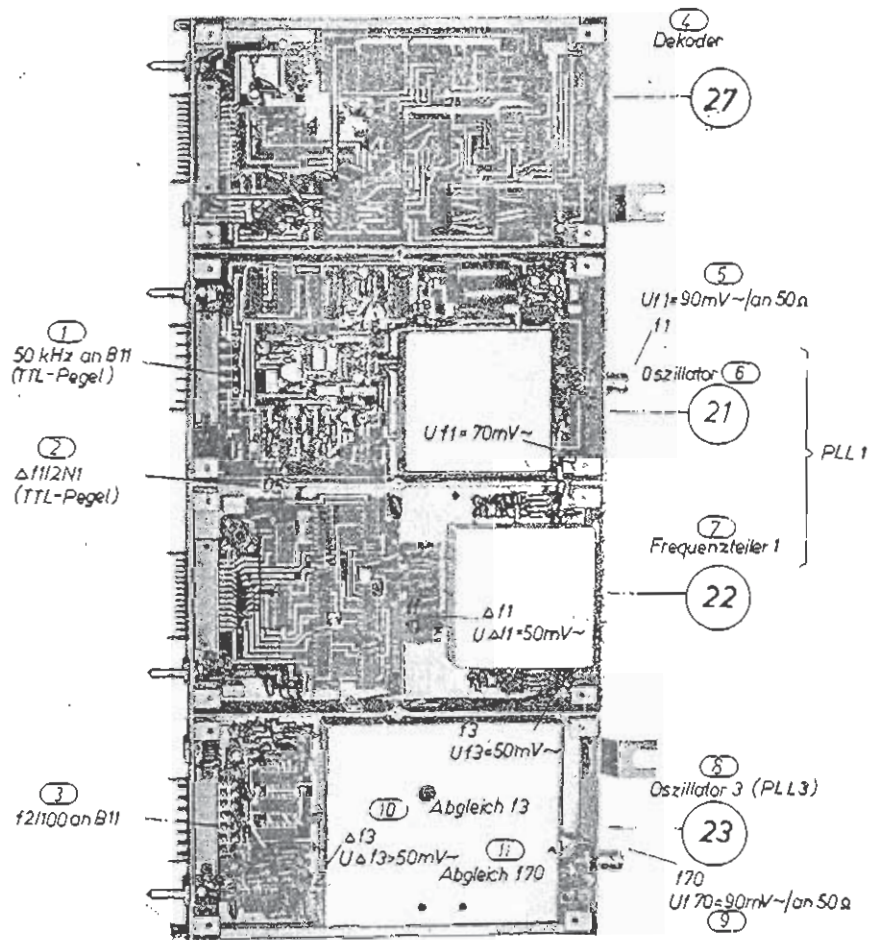 4
Dekoder
27
5
Uf1=90mV~/an 50Ω
f1
1
50 kHz an B11
(TTL-Pegel)
Oszillator 6
21
Uf1=70mV~
PLL 1
2
Δf1/2N1
(TTL-Pegel)
7
Frequenzteiler 1
22
Δf1
UΔf1=50mV~
f3
Uf3=50mV~
8
Oszillator 3 (PLL3)
3
f2/100 an B11
10
Abgleich f3
23
Δf3
UΔf3>50mV~
11
Abgleich f70
f70
Uf70=90mV~/an 50Ω
9